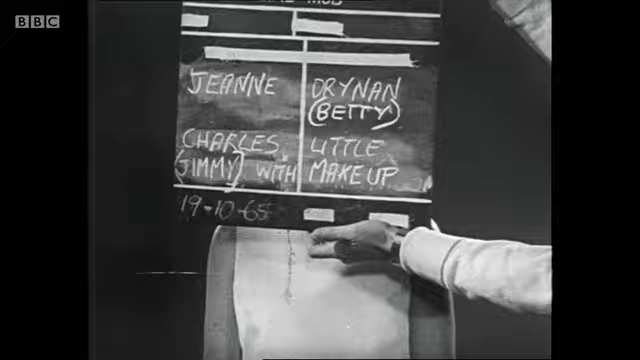 BBC
JEANNE DRYNAN
(BETTY)
CHARLES LITTLE
(JIMMY) WITH MAKE UP
19-10-65